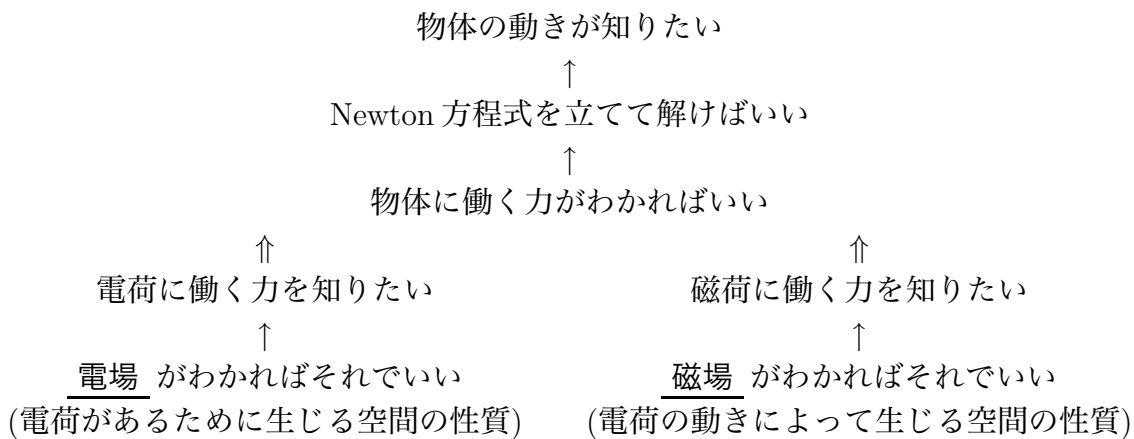 物体の動きが知りたい
↑
Newton 方程式を立てて解けばいい
↑
物体に働く力がわかればいい
⇑ ⇑
電荷に働く力を知りたい 磁荷に働く力を知りたい
↑ ↑
電場 がわかればそれでいい 磁場 がわかればそれでいい
(電荷があるために生じる空間の性質) (電荷の動きによって生じる空間の性質)